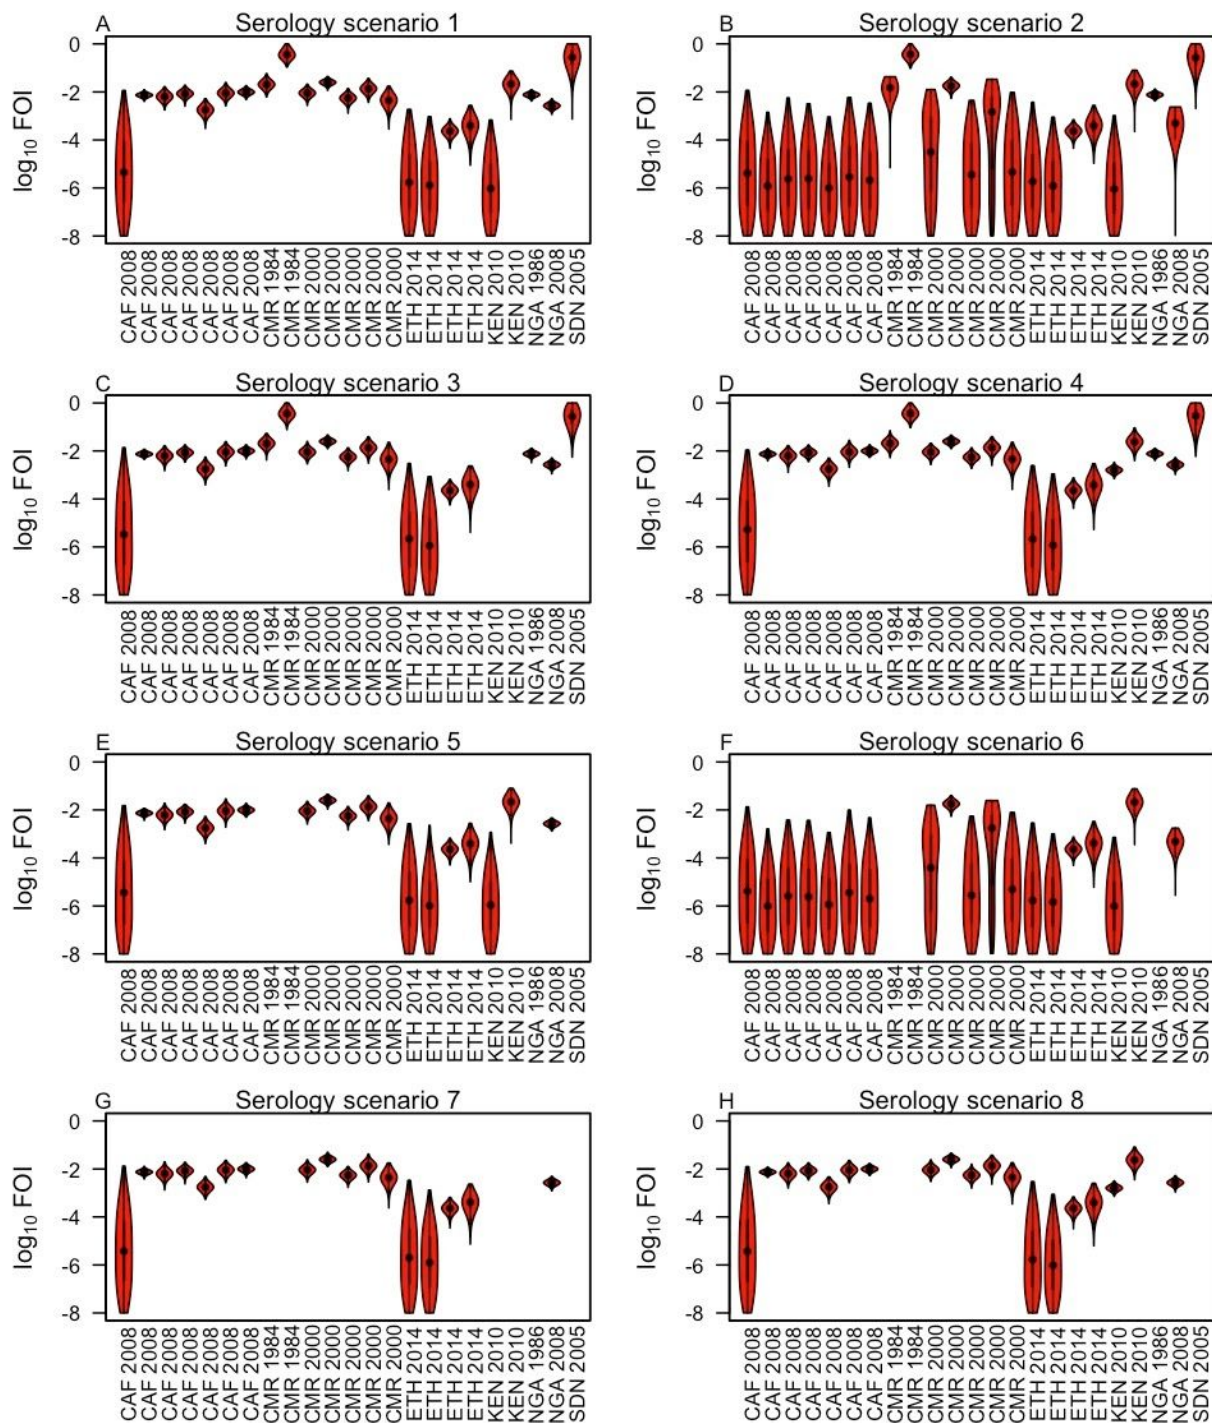 A Serology scenario 1
log10 FOI
0
-2
-4
-6
-8
CAF 2008 CAF 2008 CAF 2008 CAF 2008 CAF 2008 CAF 2008 CAF 2008 CMR 1984 CMR 1984 CMR 2000 CMR 2000 CMR 2000 CMR 2000 CMR 2000 ETH 2014 ETH 2014 ETH 2014 ETH 2014 KEN 2010 KEN 2010 NGA 1986 NGA 2008 SDN 2005
B Serology scenario 2
log10 FOI
0
-2
-4
-6
-8
CAF 2008 CAF 2008 CAF 2008 CAF 2008 CAF 2008 CAF 2008 CAF 2008 CMR 1984 CMR 1984 CMR 2000 CMR 2000 CMR 2000 CMR 2000 CMR 2000 ETH 2014 ETH 2014 ETH 2014 ETH 2014 KEN 2010 KEN 2010 NGA 1986 NGA 2008 SDN 2005
C Serology scenario 3
log10 FOI
0
-2
-4
-6
-8
CAF 2008 CAF 2008 CAF 2008 CAF 2008 CAF 2008 CAF 2008 CAF 2008 CMR 1984 CMR 1984 CMR 2000 CMR 2000 CMR 2000 CMR 2000 CMR 2000 ETH 2014 ETH 2014 ETH 2014 ETH 2014 KEN 2010 KEN 2010 NGA 1986 NGA 2008 SDN 2005
D Serology scenario 4
log10 FOI
0
-2
-4
-6
-8
CAF 2008 CAF 2008 CAF 2008 CAF 2008 CAF 2008 CAF 2008 CAF 2008 CMR 1984 CMR 1984 CMR 2000 CMR 2000 CMR 2000 CMR 2000 CMR 2000 ETH 2014 ETH 2014 ETH 2014 ETH 2014 KEN 2010 KEN 2010 NGA 1986 NGA 2008 SDN 2005
E Serology scenario 5
log10 FOI
0
-2
-4
-6
-8
CAF 2008 CAF 2008 CAF 2008 CAF 2008 CAF 2008 CAF 2008 CAF 2008 CMR 1984 CMR 1984 CMR 2000 CMR 2000 CMR 2000 CMR 2000 CMR 2000 ETH 2014 ETH 2014 ETH 2014 ETH 2014 KEN 2010 KEN 2010 NGA 1986 NGA 2008 SDN 2005
F Serology scenario 6
log10 FOI
0
-2
-4
-6
-8
CAF 2008 CAF 2008 CAF 2008 CAF 2008 CAF 2008 CAF 2008 CAF 2008 CMR 1984 CMR 1984 CMR 2000 CMR 2000 CMR 2000 CMR 2000 CMR 2000 ETH 2014 ETH 2014 ETH 2014 ETH 2014 KEN 2010 KEN 2010 NGA 1986 NGA 2008 SDN 2005
G Serology scenario 7
log10 FOI
0
-2
-4
-6
-8
CAF 2008 CAF 2008 CAF 2008 CAF 2008 CAF 2008 CAF 2008 CAF 2008 CMR 1984 CMR 1984 CMR 2000 CMR 2000 CMR 2000 CMR 2000 CMR 2000 ETH 2014 ETH 2014 ETH 2014 ETH 2014 KEN 2010 KEN 2010 NGA 1986 NGA 2008 SDN 2005
H Serology scenario 8
log10 FOI
0
-2
-4
-6
-8
CAF 2008 CAF 2008 CAF 2008 CAF 2008 CAF 2008 CAF 2008 CAF 2008 CMR 1984 CMR 1984 CMR 2000 CMR 2000 CMR 2000 CMR 2000 CMR 2000 ETH 2014 ETH 2014 ETH 2014 ETH 2014 KEN 2010 KEN 2010 NGA 1986 NGA 2008 SDN 2005